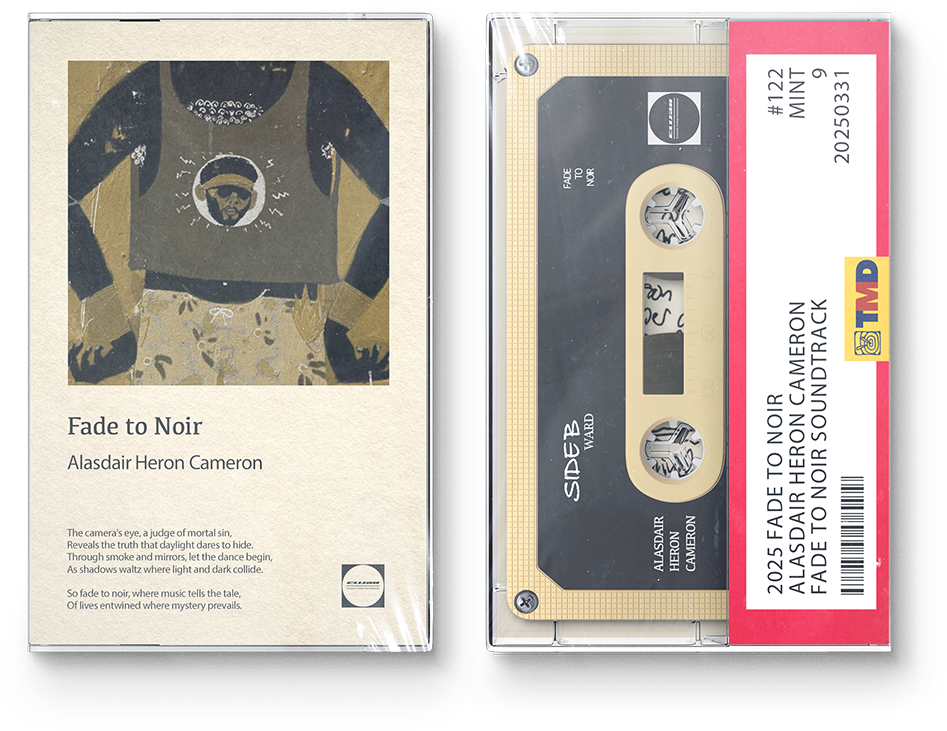 Fade to Noir
Alasdair Heron Cameron
The camera's eye, a judge of mortal sin,
Reveals the truth that daylight dares to hide.
Through smoke and mirrors, let the dance begin,
As shadows waltz where light and dark collide.
So fade to noir, where music tells the tale,
Of lives entwined where mystery prevails.
FADE
TO
NOIR
SIDE B
WARD
ALASDAIR
HERON
CAMERON
#122
MINT
9
20250331
TMD
2025 FADE TO NOIR
ALASDAIR HERON CAMERON
FADE TO NOIR SOUNDTRACK